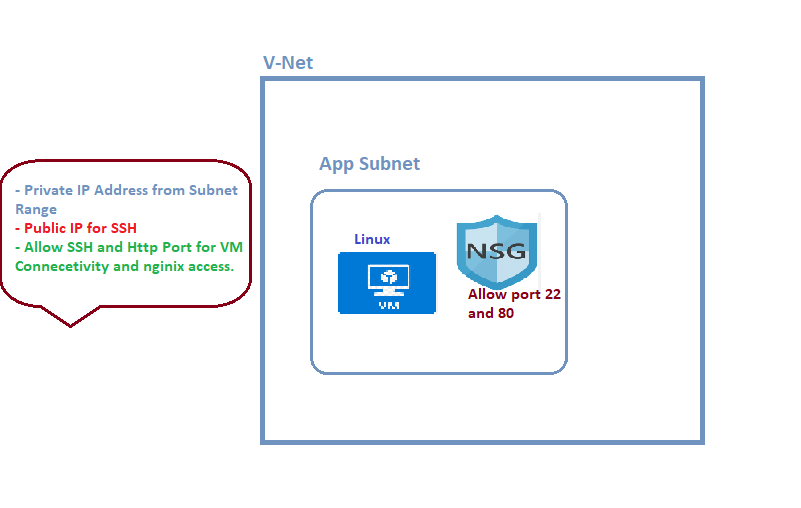 V-Net
App Subnet
- Private IP Address from Subnet
Range
- Public IP for SSH
- Allow SSH and Http Port for VM
Connecetivity and nginix access.
Linux
VM
NSG
Allow port 22
and 80